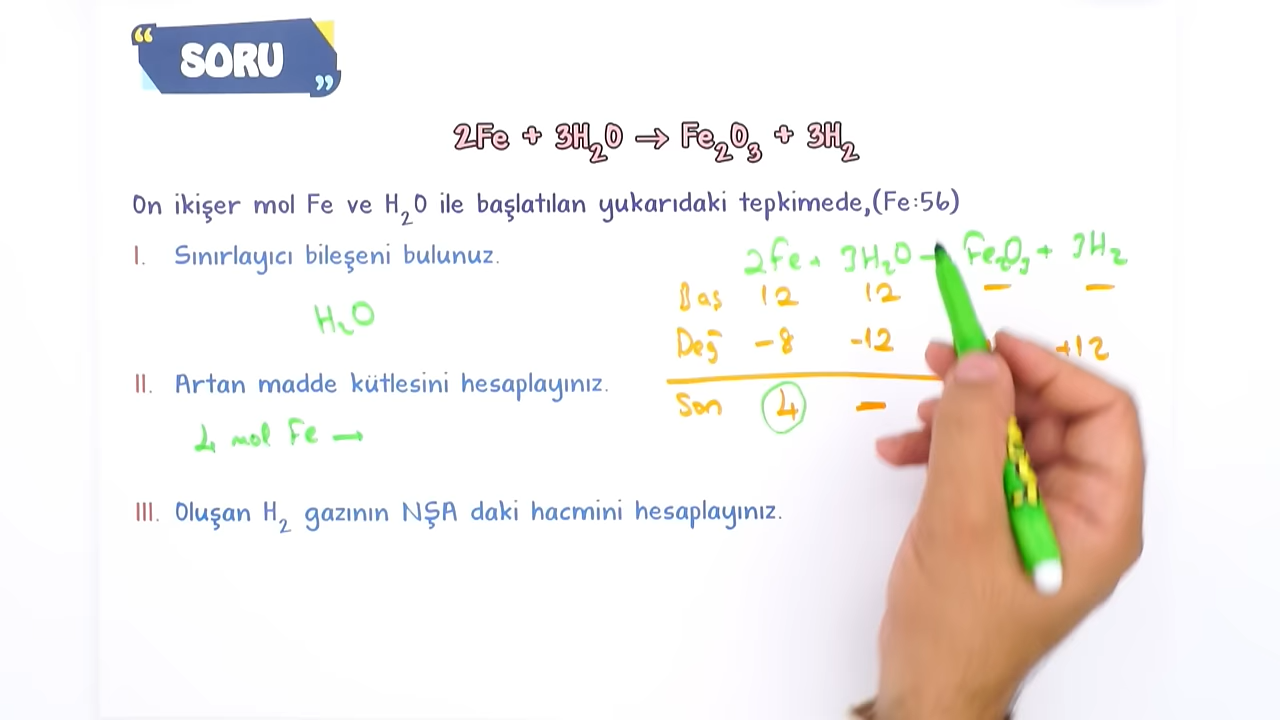 “ SORU ”
2Fe + 3H₂O → Fe₂O₃ + 3H₂
On ikişer mol Fe ve H₂O ile başlatılan yukarıdaki tepkimede,(Fe:56)
I. Sınırlayıcı bileşeni bulunuz.
H₂O
II. Artan madde kütlesini hesaplayınız.
4 mol Fe →
III. Oluşan H₂ gazının NŞA daki hacmini hesaplayınız.
2Fe + 3H₂O → Fe₂O₃ + 3H₂
Baş 12 12 – –
Değ -8 -12 +12
Son 4 –